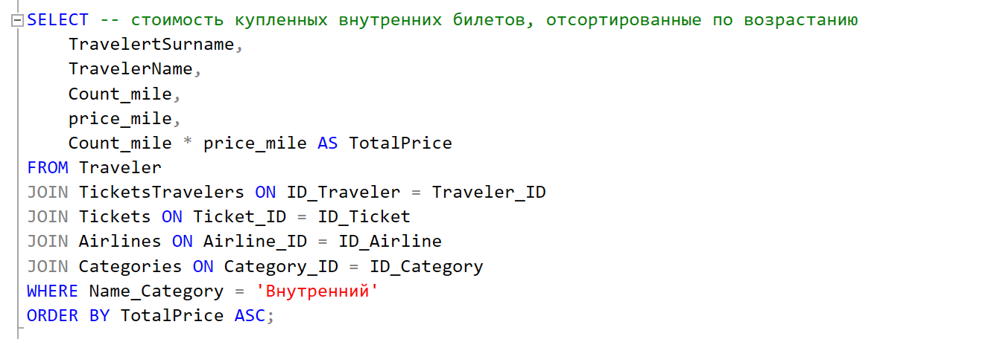 SELECT -- стоимость купленных внутренних билетов, отсортированные по возрастанию
TravelertSurname,
TravelerName,
Count_mile,
price_mile,
Count_mile * price_mile AS TotalPrice
FROM Traveler
JOIN TicketsTravelers ON ID_Traveler = Traveler_ID
JOIN Tickets ON Ticket_ID = ID_Ticket
JOIN Airlines ON Airline_ID = ID_Airline
JOIN Categories ON Category_ID = ID_Category
WHERE Name_Category = 'Внутренний'
ORDER BY TotalPrice ASC;